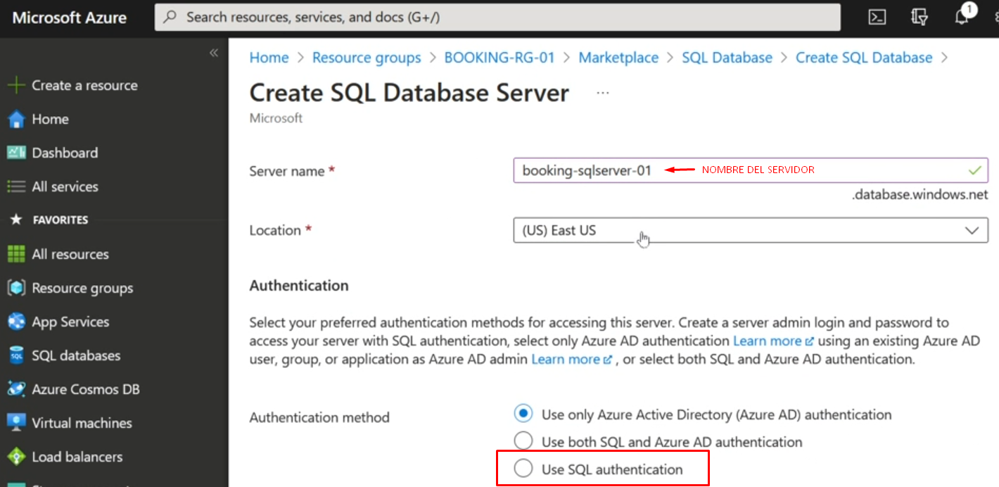 Microsoft Azure
Search resources, services, and docs (G+/)
1
Create a resource
Home
Dashboard
All services
FAVORITES
All resources
Resource groups
App Services
SQL databases
Azure Cosmos DB
Virtual machines
Load balancers
Home > Resource groups > BOOKING-RG-01 > Marketplace > SQL Database > Create SQL Database >
Create SQL Database Server ...
Microsoft
Server name *
booking-sqlserver-01
NOMBRE DEL SERVIDOR
.database.windows.net
Location *
(US) East US
Authentication
Select your preferred authentication methods for accessing this server. Create a server admin login and password to
access your server with SQL authentication, select only Azure AD authentication Learn more using an existing Azure AD
user, group, or application as Azure AD admin Learn more , or select both SQL and Azure AD authentication.
Authentication method
Use only Azure Active Directory (Azure AD) authentication
Use both SQL and Azure AD authentication
Use SQL authentication